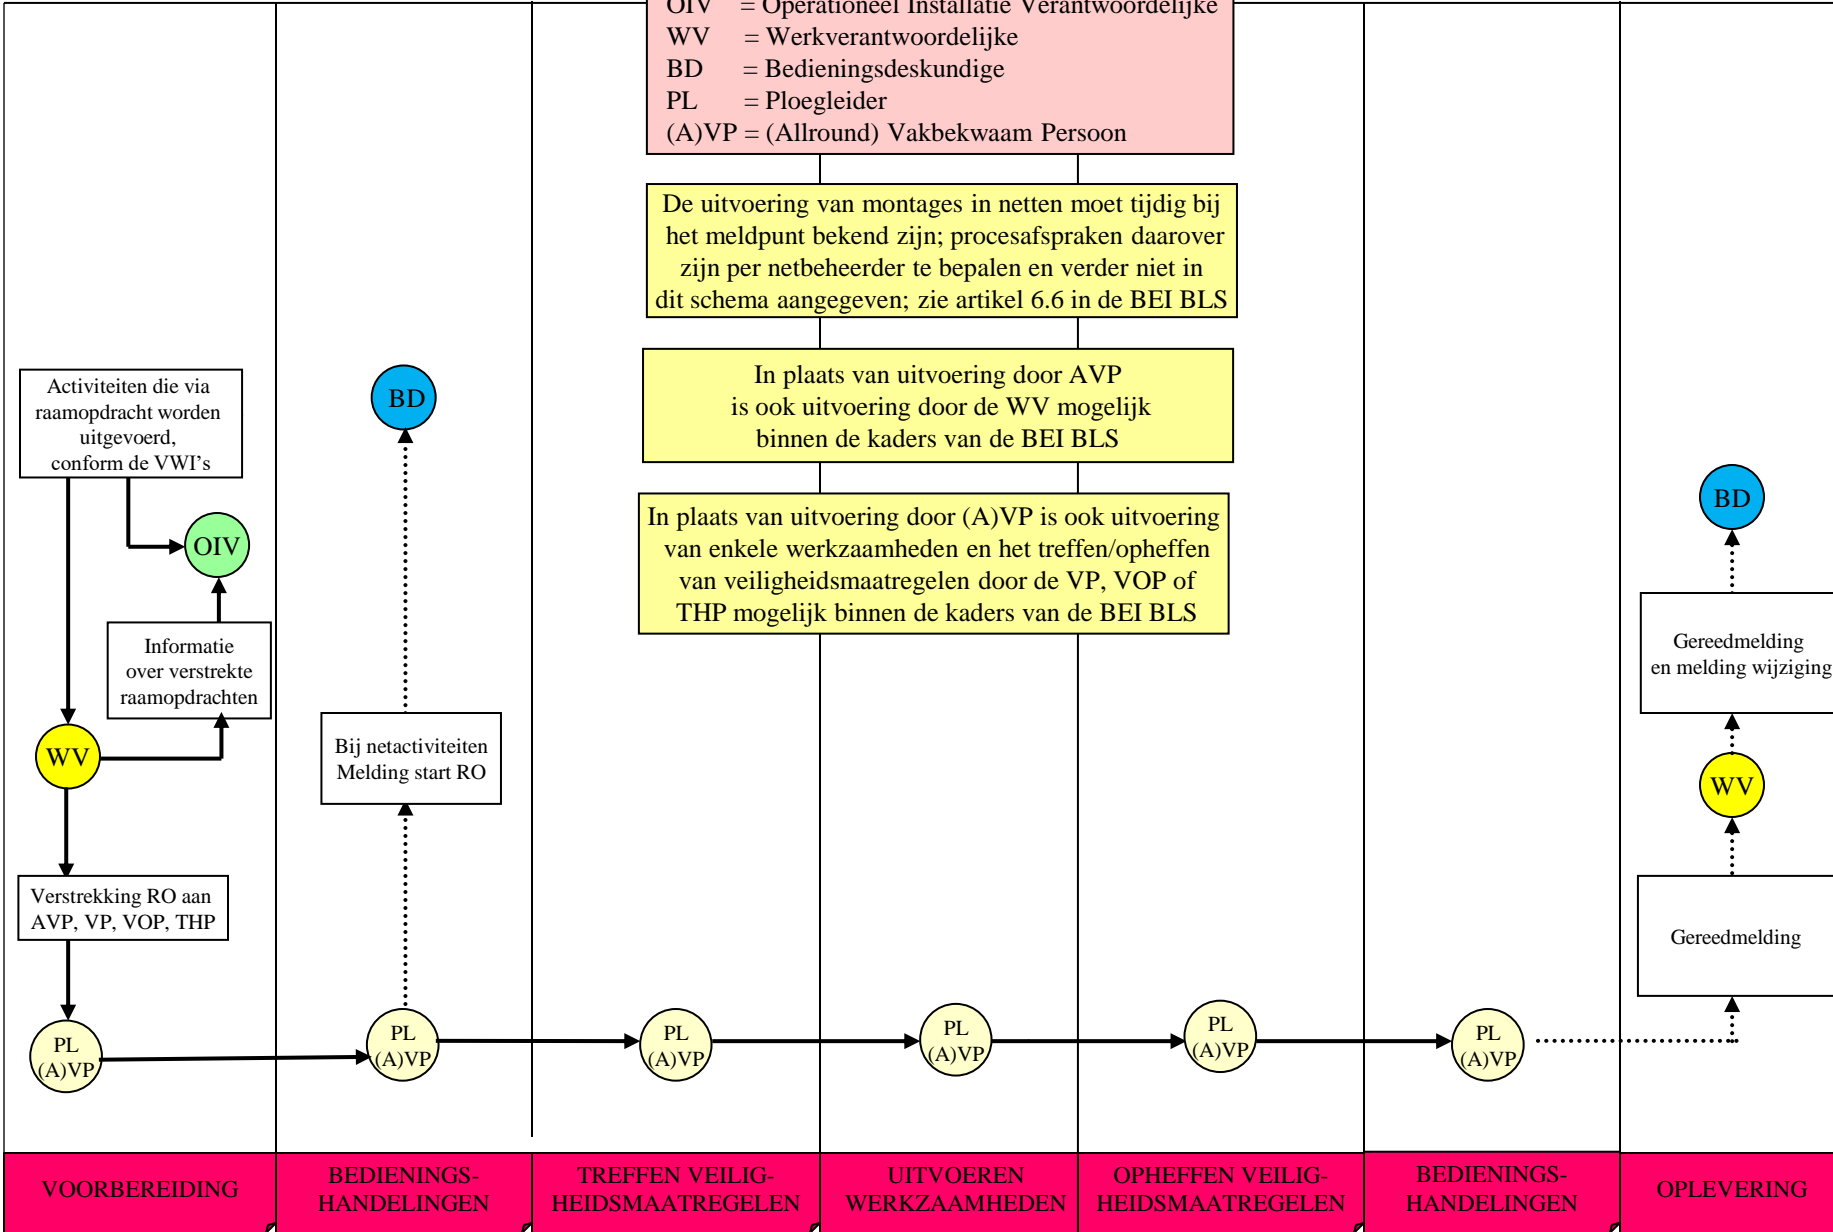 OIV = Operationeel Installatie Verantwoordelijke
WV = Werkverantwoordelijke
BD = Bedieningsdeskundige
PL = Ploegleider
(A)VP = (Allround) Vakbekwaam Persoon
De uitvoering van montages in netten moet tijdig bij
het meldpunt bekend zijn; procesafspraken daarover
zijn per netbeheerder te bepalen en verder niet in
dit schema aangegeven; zie artikel 6.6 in de BEI BLS
In plaats van uitvoering door AVP
is ook uitvoering door de WV mogelijk
binnen de kaders van de BEI BLS
In plaats van uitvoering door (A)VP is ook uitvoering
van enkele werkzaamheden en het treffen/opheffen
van veiligheidsmaatregelen door de VP, VOP of
THP mogelijk binnen de kaders van de BEI BLS
Activiteiten die via
raamopdracht worden
uitgevoerd,
conform de VWI's
OIV
Informatie
over verstrekte
raamopdrachten
WV
Verstrekking RO aan
AVP, VP, VOP, THP
PL
(A)VP
BD
Bij netactiviteiten
Melding start RO
PL
(A)VP
PL
(A)VP
PL
(A)VP
PL
(A)VP
PL
(A)VP
BD
Gereedmelding
en melding wijziging
WV
Gereedmelding
VOORBEREIDING
BEDIENINGS-
HANDELINGEN
TREFFEN VEILIG-
HEIDSMAATREGELEN
UITVOEREN
WERKZAAMHEDEN
OPHEFFEN VEILIG-
HEIDSMAATREGELEN
BEDIENINGS-
HANDELINGEN
OPLEVERING